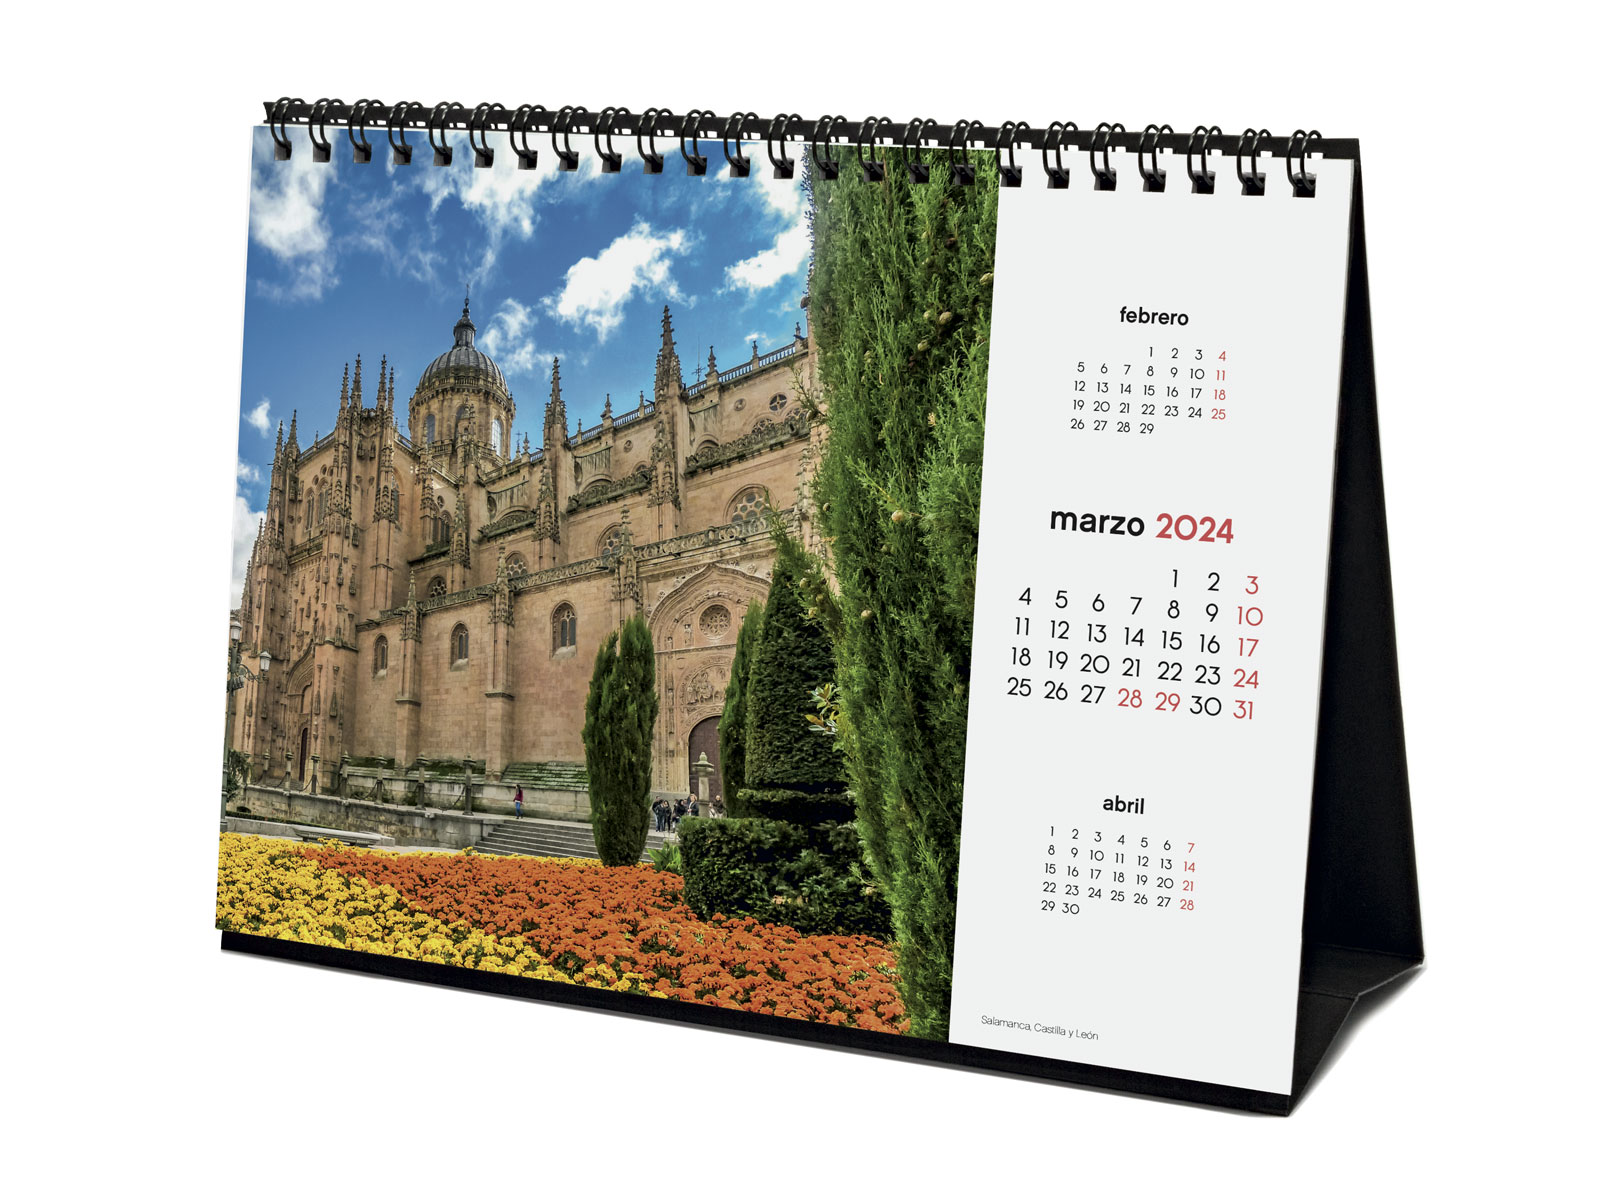 febrero
1 2 3 4
5 6 7 8 9 10 11
12 13 14 15 16 17 18
19 20 21 22 23 24 25
26 27 28 29
marzo 2024
1 2 3
4 5 6 7 8 9 10
11 12 13 14 15 16 17
18 19 20 21 22 23 24
25 26 27 28 29 30 31
abril
1 2 3 4 5 6 7
8 9 10 11 12 13 14
15 16 17 18 19 20 21
22 23 24 25 26 27 28
29 30
Salamanca, Castilla y León